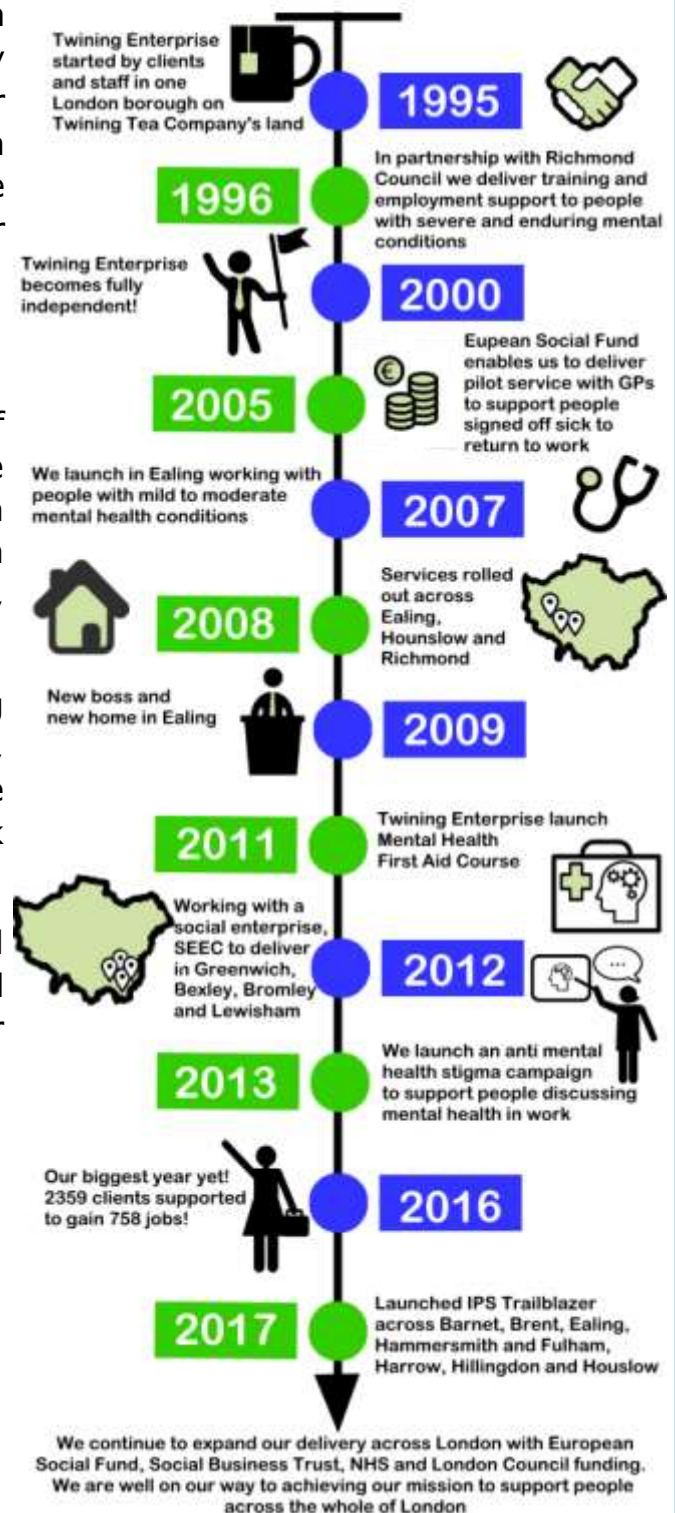 Twining Enterprise
started by clients
and staff in one
London borough on
Twining Tea Company's land
1995
1996
In partnership with Richmond
Council we deliver training and
employment support to people
with severe and enduring mental
conditions
Twining Enterprise
becomes fully
independent!
2000
2005
Eupean Social Fund
enables us to deliver
pilot service with GPs
to support people
signed off sick to
return to work
We launch in Ealing working with
people with mild to moderate
mental health conditions
2007
2008
Services rolled
out across
Ealing,
Hounslow and
Richmond
New boss and
new home in Ealing
2009
2011
Twining Enterprise launch
Mental Health
First Aid Course
Working with a
social enterprise,
SEEC to deliver
in Greenwich,
Bexley, Bromley
and Lewisham
2012
2013
We launch an anti mental
health stigma campaign
to support people discussing
mental health in work
Our biggest year yet!
2359 clients supported
to gain 758 jobs!
2016
2017
Launched IPS Trailblazer
across Barnet, Brent, Ealing,
Hammersmith and Fulham,
Harrow, Hillingdon and Houslow
We continue to expand our delivery across London with European
Social Fund, Social Business Trust, NHS and London Council funding.
We are well on our way to achieving our mission to support people
across the whole of London